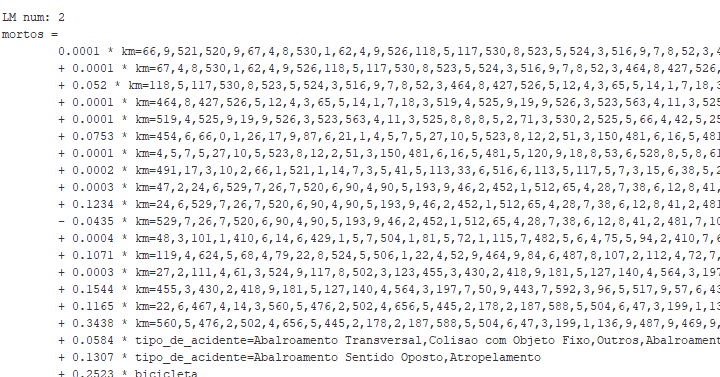 LM num: 2
mortos =
0.0001 * km=66,9,521,520,9,67,4,8,530,1,62,4,9,526,118,5,117,530,8,523,5,524,3,516,9,7,8,52,3,4
+ 0.0001 * km=67,4,8,530,1,62,4,9,526,118,5,117,530,8,523,5,524,3,516,9,7,8,52,3,464,8,427,526,
+ 0.052 * km=118,5,117,530,8,523,5,524,3,516,9,7,8,52,3,464,8,427,526,5,12,4,3,65,5,14,1,7,18,3
+ 0.0001 * km=464,8,427,526,5,12,4,3,65,5,14,1,7,18,3,519,4,525,9,19,9,526,3,523,563,4,11,3,525
+ 0.0001 * km=519,4,525,9,19,9,526,3,523,563,4,11,3,525,8,8,8,5,2,71,3,530,2,525,5,66,4,42,5,25
+ 0.0753 * km=454,6,66,0,1,26,17,9,87,6,21,1,4,5,7,5,27,10,5,523,8,12,2,51,3,150,481,6,16,5,481
+ 0.0001 * km=4,5,7,5,27,10,5,523,8,12,2,51,3,150,481,6,16,5,481,5,120,9,18,8,53,6,528,8,5,8,61
+ 0.0002 * km=491,17,3,10,2,66,1,521,1,14,7,3,5,41,5,113,33,6,516,6,113,5,117,5,7,3,15,6,38,5,2
+ 0.0003 * km=47,2,24,6,529,7,26,7,520,6,90,4,90,5,193,9,46,2,452,1,512,65,4,28,7,38,6,12,8,41,
+ 0.1234 * km=24,6,529,7,26,7,520,6,90,4,90,5,193,9,46,2,452,1,512,65,4,28,7,38,6,12,8,41,2,481
- 0.0435 * km=529,7,26,7,520,6,90,4,90,5,193,9,46,2,452,1,512,65,4,28,7,38,6,12,8,41,2,481,7,10
+ 0.0004 * km=48,3,101,1,410,6,14,6,429,1,5,7,504,1,81,5,72,1,115,7,482,5,6,4,75,5,94,2,410,7,6
+ 0.1071 * km=119,4,624,5,68,4,79,22,8,524,5,506,1,22,4,52,9,464,9,84,6,487,8,107,2,112,4,72,7,
+ 0.0003 * km=27,2,111,4,61,3,524,9,117,8,502,3,123,455,3,430,2,418,9,181,5,127,140,4,564,3,197
+ 0.1544 * km=455,3,430,2,418,9,181,5,127,140,4,564,3,197,7,50,9,443,7,592,3,96,5,517,9,57,6,43
+ 0.1165 * km=22,6,467,4,14,3,560,5,476,2,502,4,656,5,445,2,178,2,187,588,5,504,6,47,3,199,1,13
+ 0.3438 * km=560,5,476,2,502,4,656,5,445,2,178,2,187,588,5,504,6,47,3,199,1,136,9,487,9,469,9,
+ 0.0584 * tipo_de_acidente=Abalroamento Transversal,Colisao com Objeto Fixo,Outros,Abalroament
+ 0.1307 * tipo_de_acidente=Abalroamento Sentido Oposto,Atropelamento
+ 0.2523 * bicicleta